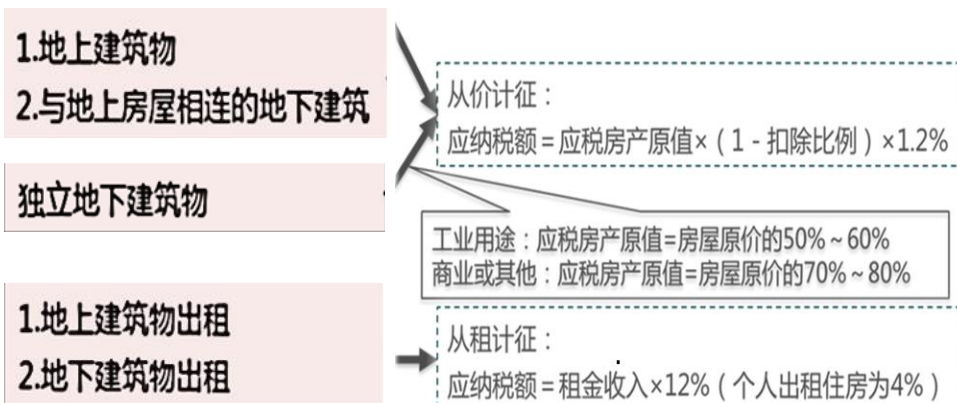 1.地上建筑物
2.与地上房屋相连的地下建筑
独立地下建筑物
1.地上建筑物出租
2.地下建筑物出租
从价计征：
应纳税额＝应税房产原值×（1－扣除比例）×1.2%
工业用途：应税房产原值=房屋原价的50%～60%
商业或其他：应税房产原值=房屋原价的70%～80%
从租计征：
应纳税额＝租金收入×12%（个人出租住房为4%）